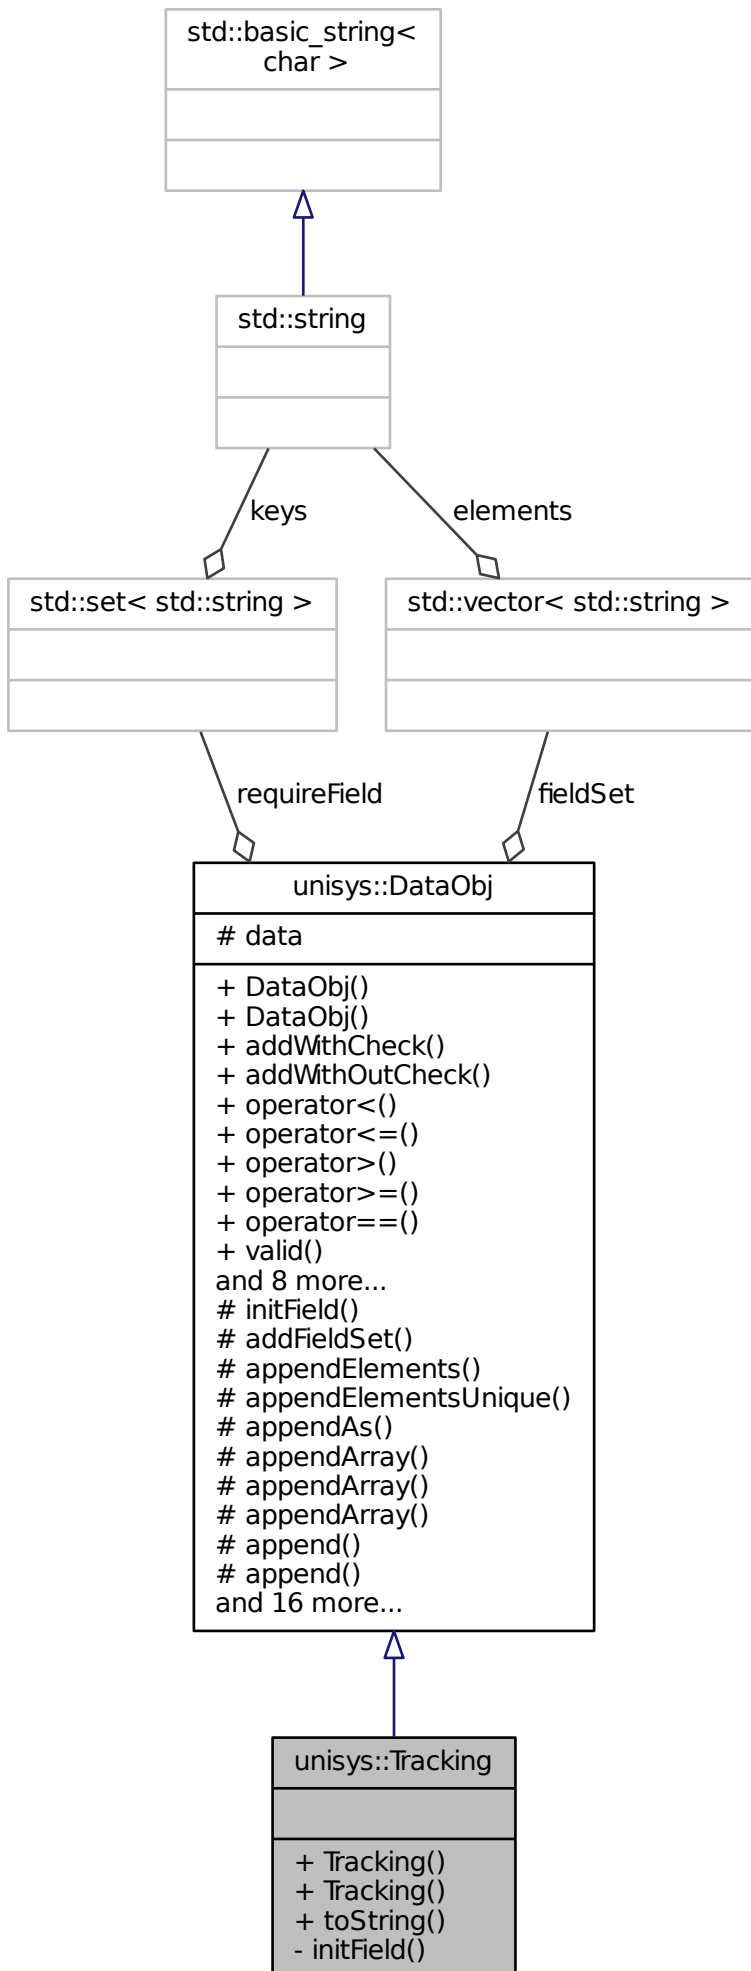 std::basic_string<
char >
std::string
keys
elements
std::set< std::string >
std::vector< std::string >
requireField
fieldSet
unisys::DataObj
# data
+ DataObj()
+ DataObj()
+ addWithCheck()
+ addWithOutCheck()
+ operator<()
+ operator<=()
+ operator>()
+ operator>=()
+ operator==()
+ valid()
and 8 more...
# initField()
# addFieldSet()
# appendElements()
# appendElementsUnique()
# appendAs()
# appendArray()
# appendArray()
# appendArray()
# append()
# append()
and 16 more...
unisys::Tracking
+ Tracking()
+ Tracking()
+ toString()
- initField()